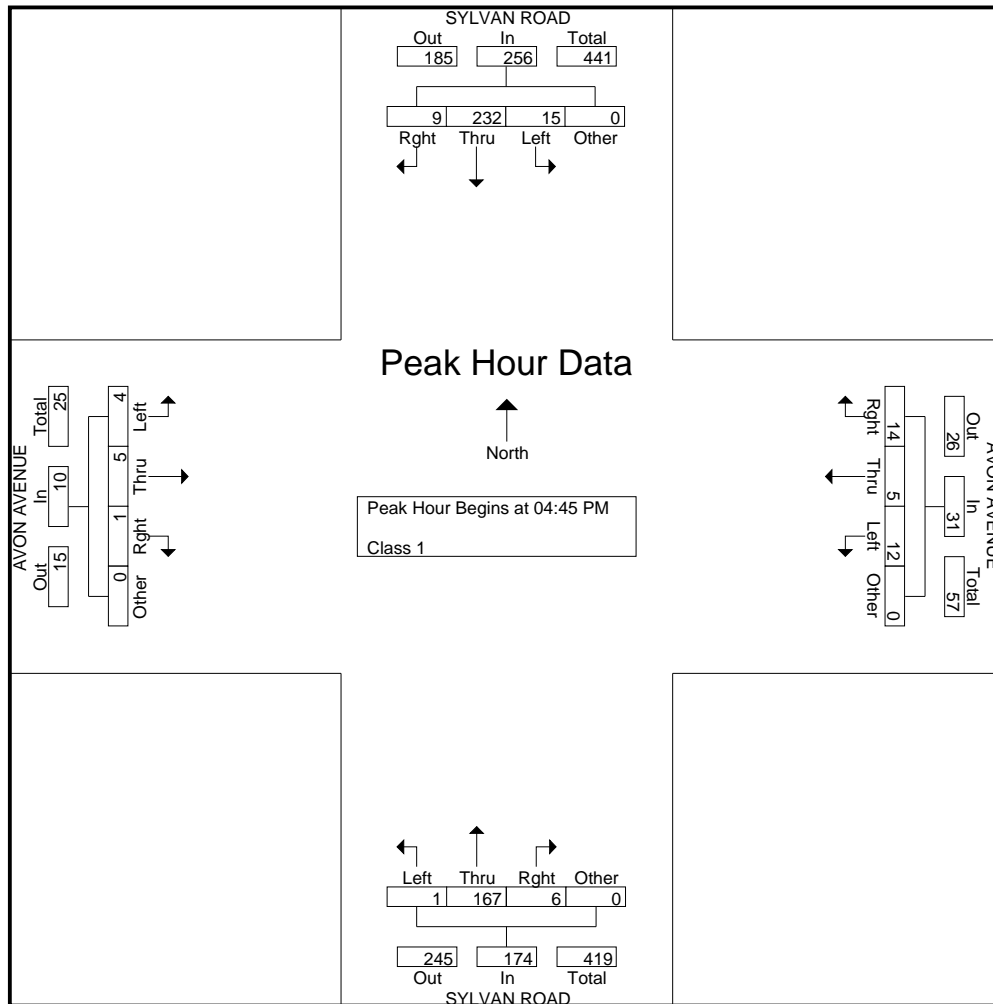 SYLVAN ROAD
Out In Total
185 256 441
9 232 15 0
Rght Thru Left Other
Peak Hour Data
North
Peak Hour Begins at 04:45 PM
Class 1
AVON AVENUE
Total In Out
25 10 15
4 5 1 0
Left Thru Rght Other
AVON AVENUE
Out In Total
26 31 57
14 5 12 0
Rght Thru Left Other
Left Thru Rght Other
1 167 6 0
245 174 419
Out In Total
SYLVAN ROAD